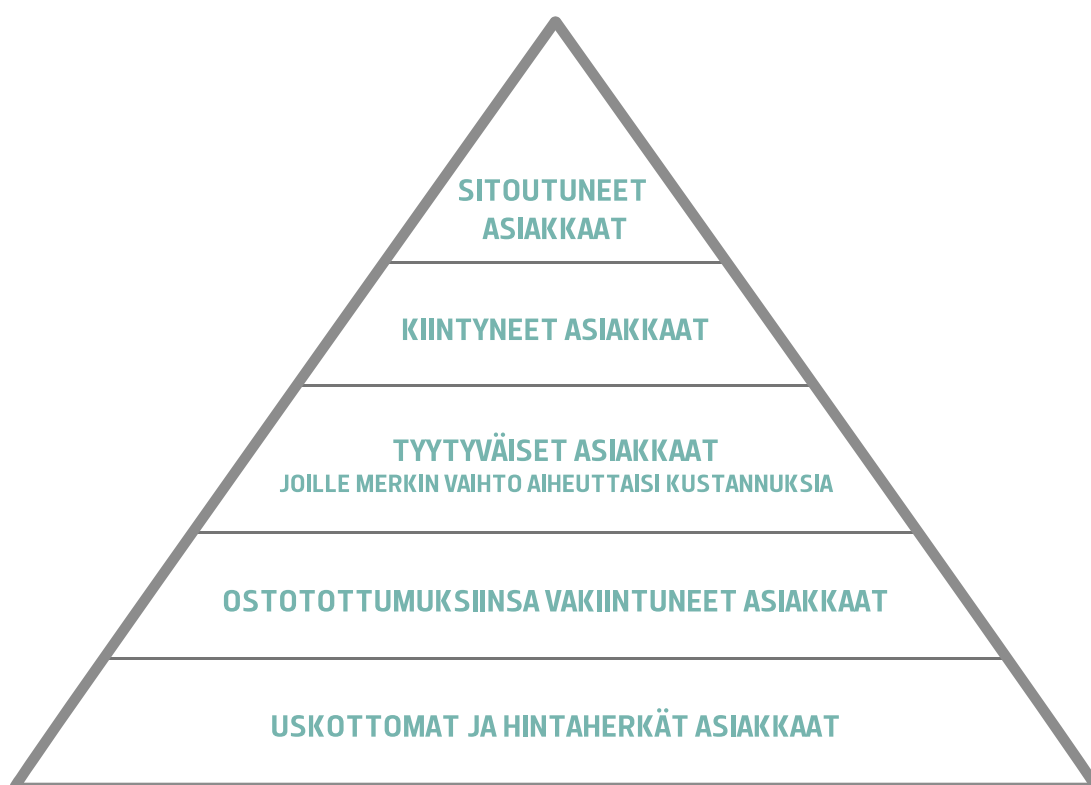 SITOUTUNEET
ASIAKKAAT
KIINTYNEET ASIAKKAAT
TYYTYVÄISET ASIAKKAAT
JOILLE MERKIN VAIHTO AIHEUTTAISI KUSTANNUKSIA
OSTOTOTTUMUKSIINSA VAKIINTUNEET ASIAKKAAT
USKOTTOMAT JA HINTAHERKÄT ASIAKKAAT